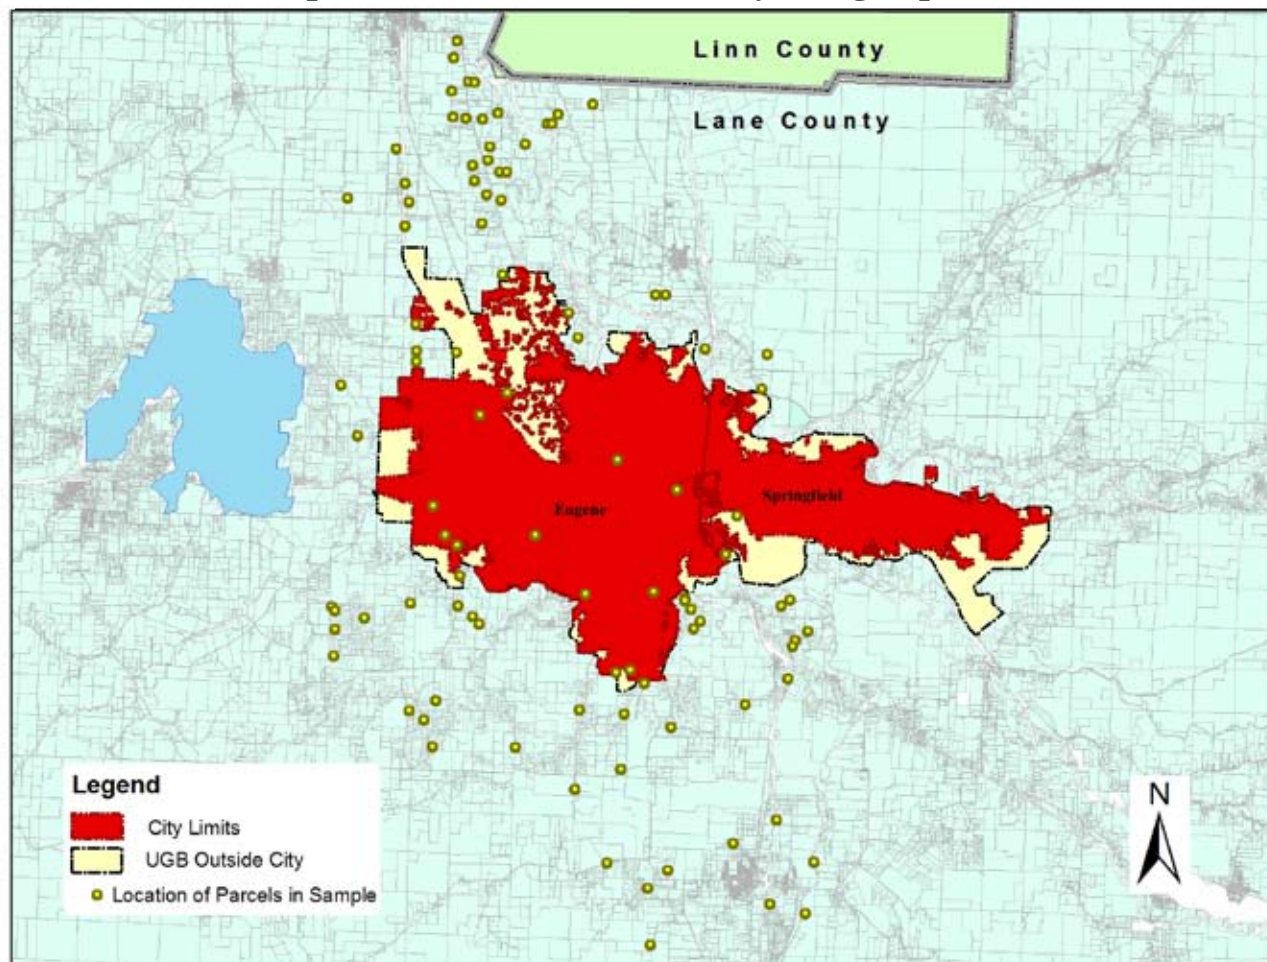 Linn County
Lane County
Eugene
Springfield
Legend
City Limits
UGB Outside City
Location of Parcels in Sample
N